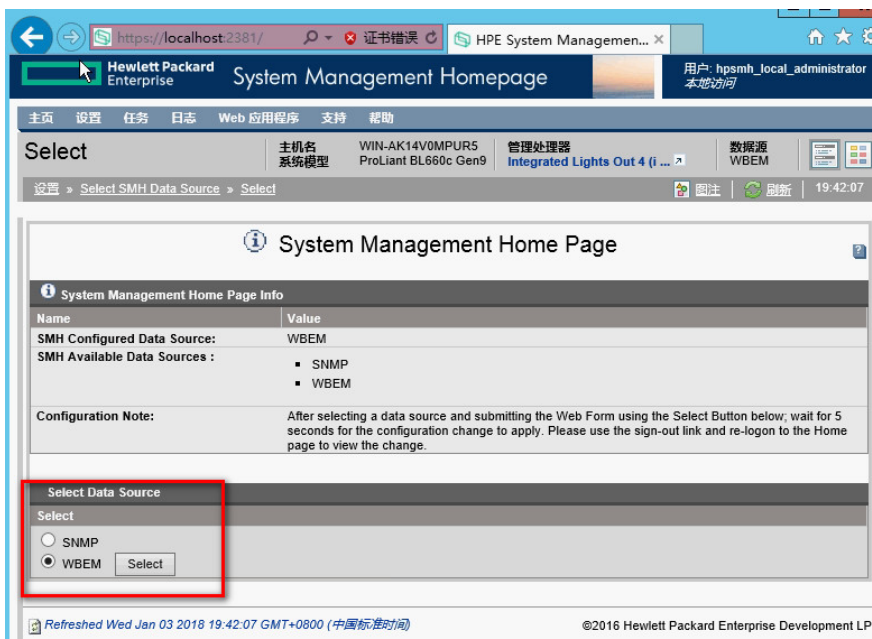 https://localhost:2381/ 证书错误 HPE System Managemen...
Hewlett Packard
Enterprise
System Management Homepage
用户: hpsmh_local_administrator
本地访问
主页 设置 任务 日志 Web 应用程序 支持 帮助
Select
主机名 WIN-AK14V0MPUR5
系统模型 ProLiant BL660c Gen9
管理处理器
Integrated Lights Out 4 (i ...
数据源
WBEM
设置 » Select SMH Data Source » Select
图注 刷新 19:42:07
System Management Home Page
System Management Home Page Info
Name Value
SMH Configured Data Source: WBEM
SMH Available Data Sources :
▪ SNMP
▪ WBEM
Configuration Note: After selecting a data source and submitting the Web Form using the Select Button below; wait for 5
seconds for the configuration change to apply. Please use the sign-out link and re-logon to the Home
page to view the change.
Select Data Source
Select
SNMP
WBEM Select
Refreshed Wed Jan 03 2018 19:42:07 GMT+0800 (中国标准时间) ©2016 Hewlett Packard Enterprise Development LP